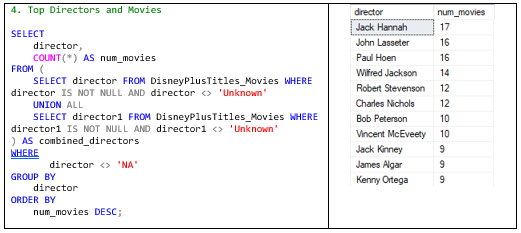 4. Top Directors and Movies
SELECT
director,
COUNT(*) AS num_movies
FROM (
SELECT director FROM DisneyPlusTitles_Movies WHERE
director IS NOT NULL AND director <> 'Unknown'
UNION ALL
SELECT director1 FROM DisneyPlusTitles_Movies WHERE
director1 IS NOT NULL AND director1 <> 'Unknown'
) AS combined_directors
WHERE
director <> 'NA'
GROUP BY
director
ORDER BY
num_movies DESC;
director num_movies
Jack Hannah 17
John Lasseter 16
Paul Hoen 16
Wilfred Jackson 14
Robert Stevenson 12
Charles Nichols 12
Bob Peterson 10
Vincent McEveety 10
Jack Kinney 9
James Algar 9
Kenny Ortega 9